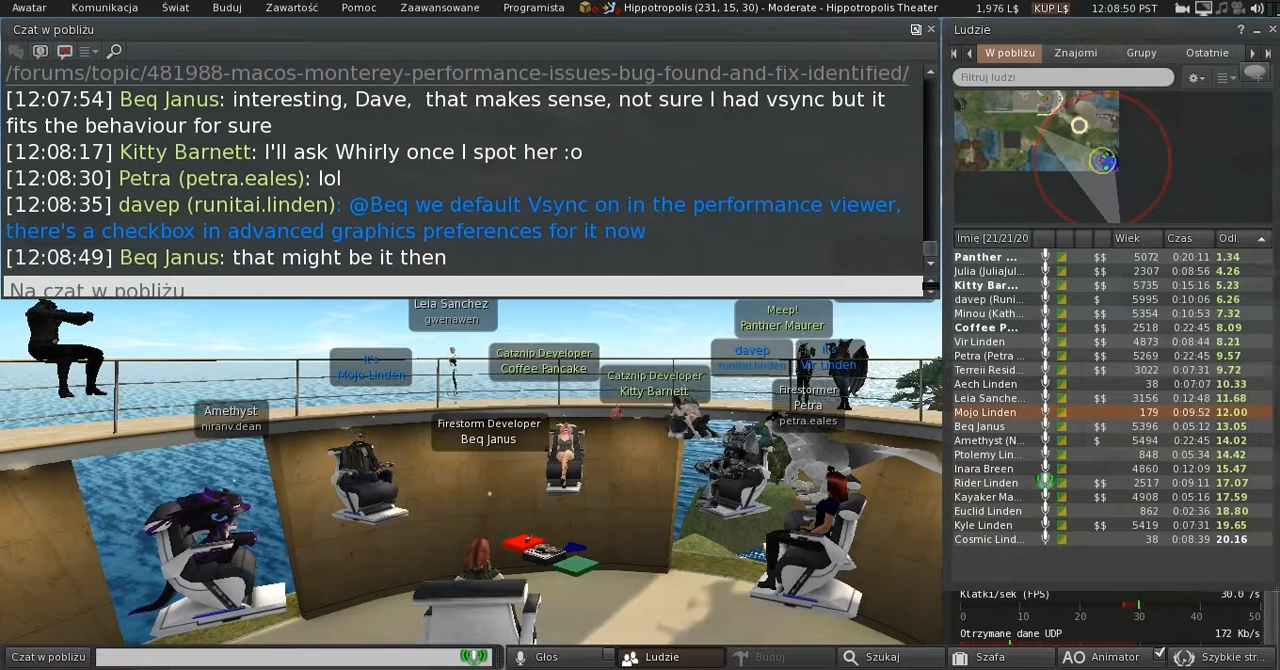 Awatar Komunikacja Świat Buduj Zawartość Pomoc Zaawansowane Programista Hippotropolis (231, 15, 30) - Moderate - Hippotropolis Theater 1,976 L$ KUP L$ 12:08:50 PST
Czat w pobliżu
/forums/topic/481988-macos-monterey-performance-issues-bug-found-and-fix-identified/
[12:07:54] Beq Janus: interesting, Dave, that makes sense, not sure I had vsync but it
fits the behaviour for sure
[12:08:17] Kitty Barnett: I'll ask Whirly once I spot her :o
[12:08:30] Petra (petra.eales): lol
[12:08:35] davep (runitai.linden): @Beq we default Vsync on in the performance viewer,
there's a checkbox in advanced graphics preferences for it now
[12:08:49] Beq Janus: that might be it then
Na czat w pobliżu
Leia Sanchez
gwenawen
Meep!
Panther Maurer
It's
Mojo Linden
Catznip Developer
Coffee Pancake
davep
runitai.linden
It's
Vir Linden
Catznip Developer
Kitty Barnett
Firestormer
Petra
petra.eales
Amethyst
niranv.dean
Firestorm Developer
Beq Janus
Ludzie ?
W pobliżu Znajomi Grupy Ostatnie
Filtruj ludzi
Imię [21/21/20 Wiek Czas Odl.
Panther ... $$ 5072 0:20:11 1.34
Julia (JuliaJul... $$ 2307 0:08:56 4.26
Kitty Bar... $$ 5735 0:15:16 5.23
davep (Runi... $ 5995 0:10:06 6.26
Minou (Kath... $$ 5354 0:10:53 7.32
Coffee P... $$ 2518 0:22:45 8.09
Vir Linden $$ 4873 0:08:44 8.21
Petra (Petra ... $$ 5269 0:22:45 9.57
Terreii Resid... $$ 3022 0:07:31 9.72
Aech Linden 38 0:07:07 10.33
Leia Sanche... $$ 3156 0:12:48 11.68
Mojo Linden 179 0:09:52 12.00
Beq Janus $$ 5396 0:05:12 13.05
Amethyst (N... $ 5494 0:22:45 14.02
Ptolemy Lin... 848 0:05:34 14.42
Inara Breen 4860 0:12:09 15.47
Rider Linden $$ 2517 0:09:11 17.07
Kayaker Ma... $$ 4908 0:05:16 17.59
Euclid Linden 862 0:02:36 18.80
Kyle Linden $$ 5419 0:07:31 19.65
Cosmic Lind... 38 0:08:39 20.16
Klatki/sek (FPS) 30.0 /s
0 10 20 30 40 50
Otrzymane dane UDP 172 Kb/s
Czat w pobliżu Głos Ludzie Buduj Szukaj Szafa AO Animator Szybkie str...